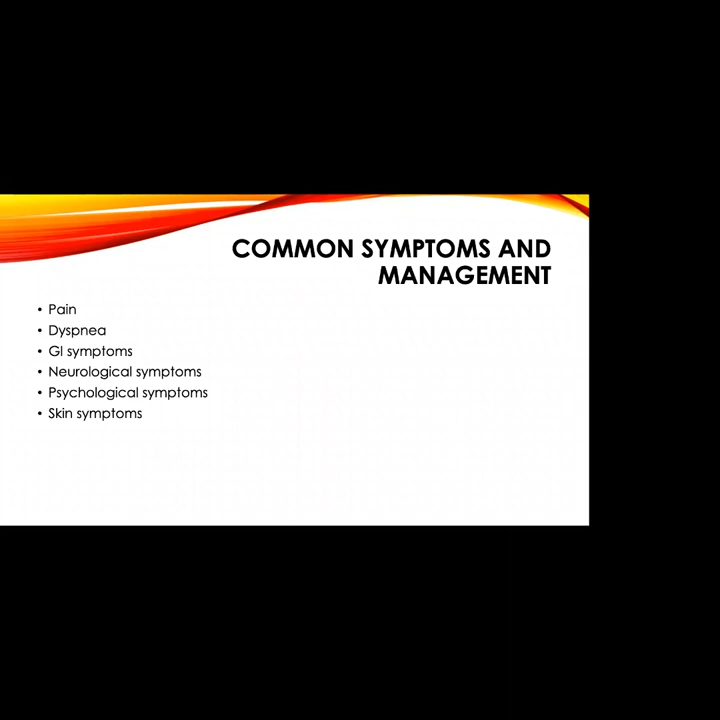 COMMON SYMPTOMS AND
MANAGEMENT
• Pain
• Dyspnea
• GI symptoms
• Neurological symptoms
• Psychological symptoms
• Skin symptoms